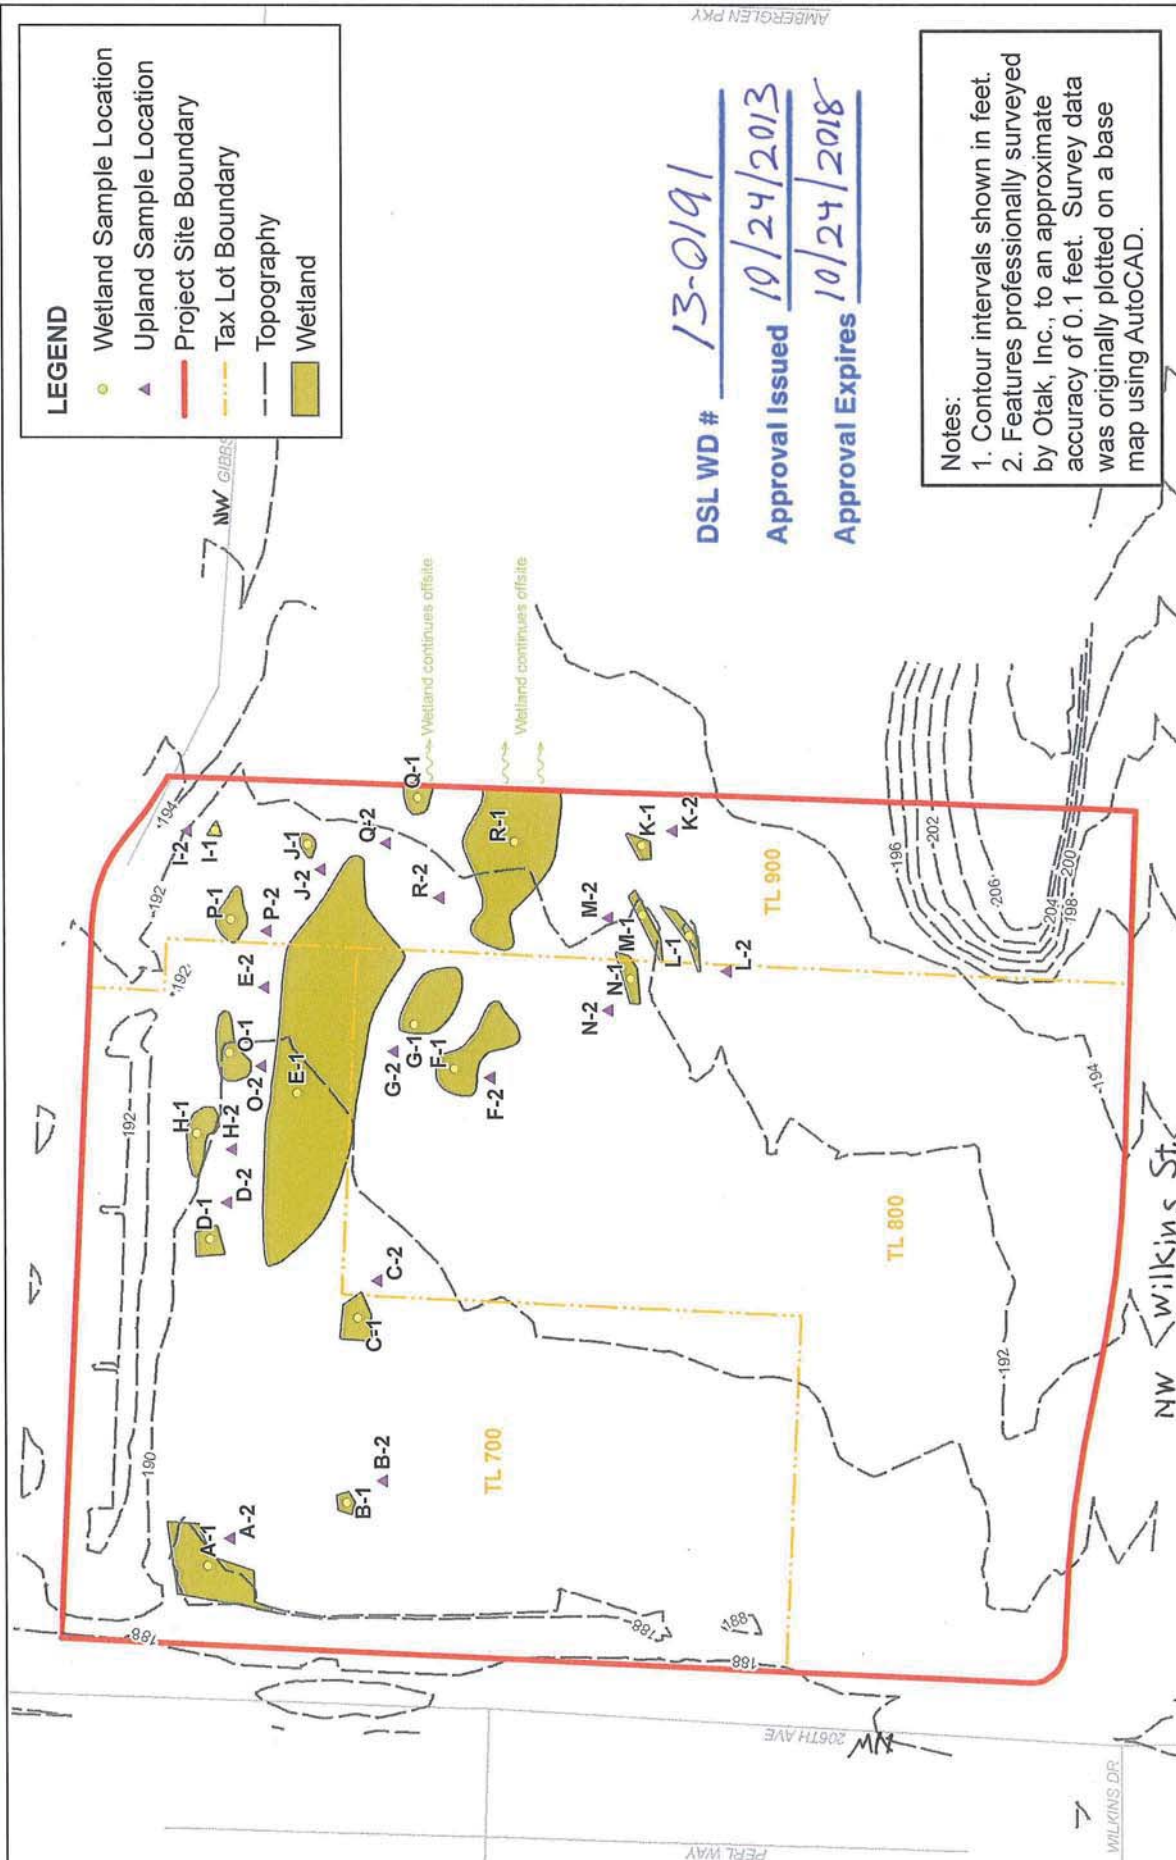 LEGEND
Wetland Sample Location
Upland Sample Location
Project Site Boundary
Tax Lot Boundary
Topography
Wetland
AMBERGLEN PKY
NW GIBBS
DSL WD # 13-0191
Approval Issued 10/24/2013
Approval Expires 10/24/2018
Notes:
1. Contour intervals shown in feet.
2. Features professionally surveyed
by Otak, Inc., to an approximate
accuracy of 0.1 feet. Survey data
was originally plotted on a base
map using AutoCAD.
Wetland continues offsite
Wetland continues offsite
194
192
192
192
190
188
I-2
I-1
J-1
J-2
P-1
P-2
E-2
O-1
O-2
E-1
H-1
H-2
D-1
D-2
A-1
A-2
B-1
B-2
C-1
C-2
Q-1
Q-2
R-1
R-2
G-1
G-2
F-1
F-2
K-1
K-2
M-1
M-2
L-1
L-2
N-1
N-2
TL 700
TL 800
TL 900
196
202
206
204
200
198
194
192
188
188
188
NW Wilkins St.
206TH AVE
NW
WILKINS DR
PERL WAY